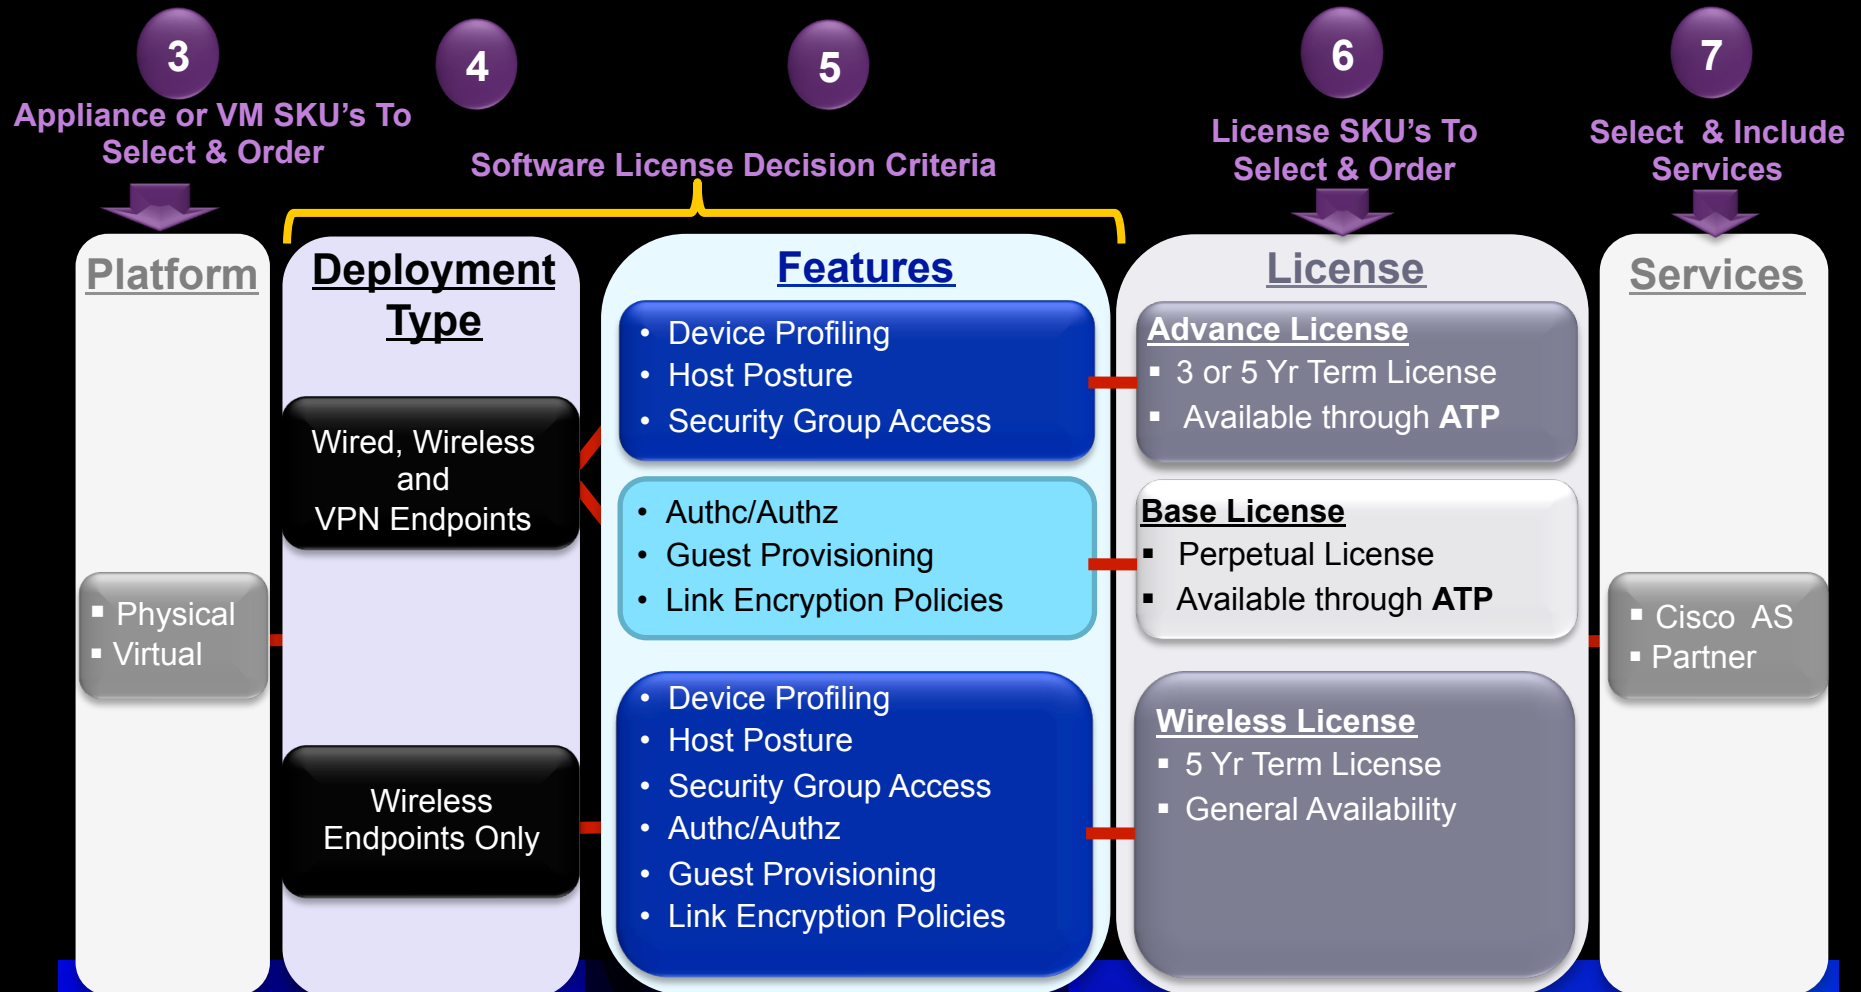 3
Appliance or VM SKU's To
Select & Order
4
5
Software License Decision Criteria
6
License SKU's To
Select & Order
7
Select & Include
Services
Platform
▪ Physical
▪ Virtual
Deployment
Type
Wired, Wireless
and
VPN Endpoints
Wireless
Endpoints Only
Features
• Device Profiling
• Host Posture
• Security Group Access
• Authc/Authz
• Guest Provisioning
• Link Encryption Policies
• Device Profiling
• Host Posture
• Security Group Access
• Authc/Authz
• Guest Provisioning
• Link Encryption Policies
License
Advance License
▪ 3 or 5 Yr Term License
▪ Available through ATP
Base License
▪ Perpetual License
▪ Available through ATP
Wireless License
▪ 5 Yr Term License
▪ General Availability
Services
▪ Cisco AS
▪ Partner